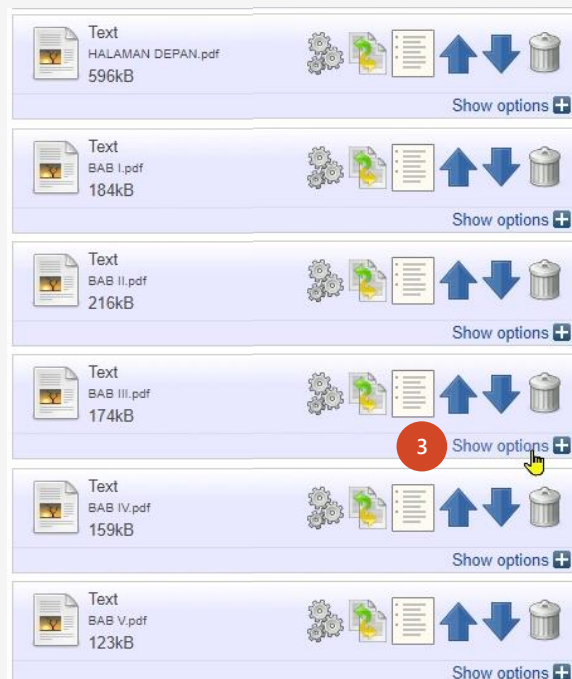 Text
HALAMAN DEPAN.pdf
596kB
Show options
Text
BAB I.pdf
184kB
Show options
Text
BAB II.pdf
216kB
Show options
Text
BAB III.pdf
174kB
3 Show options
Text
BAB IV.pdf
159kB
Show options
Text
BAB V.pdf
123kB
Show options